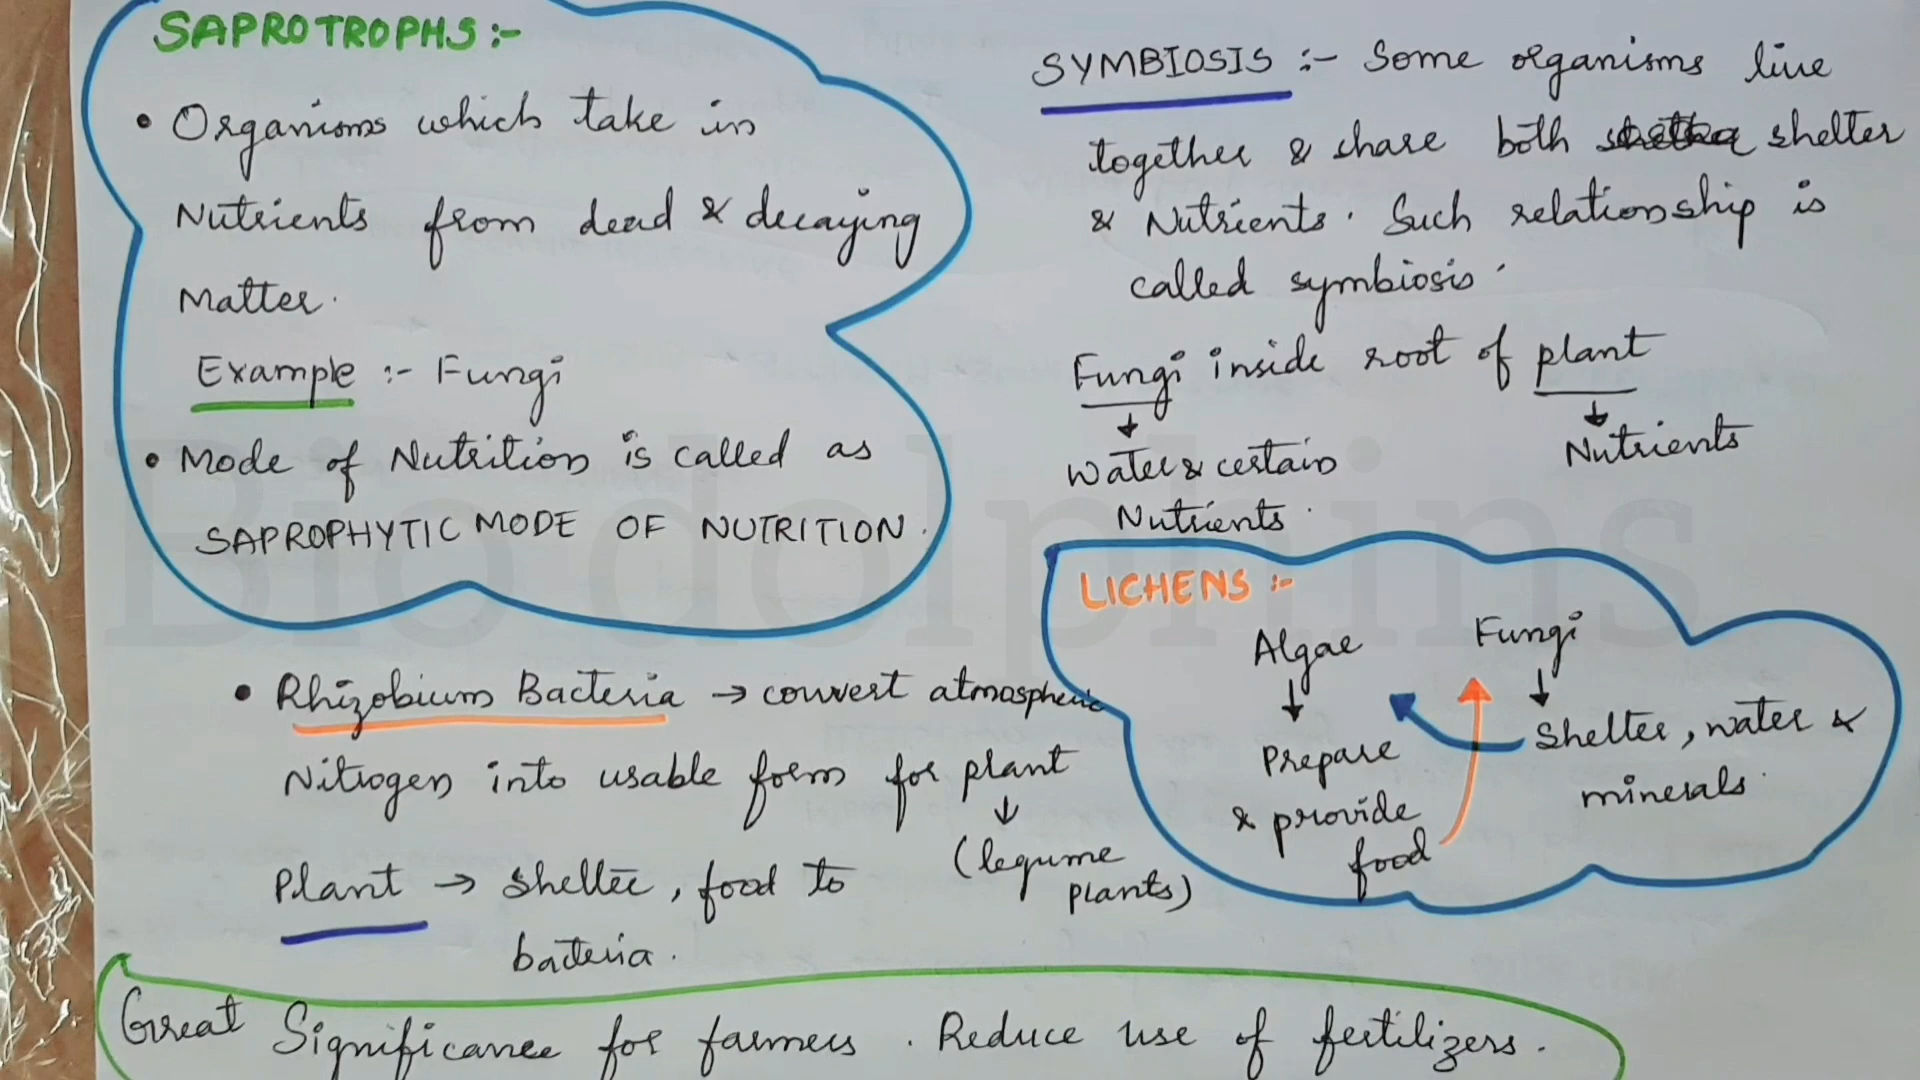 SAPROTROPHS :-
• Organisms which take in
Nutrients from dead & decaying
Matter.
Example :- Fungi
• Mode of Nutrition is called as
SAPROPHYTIC MODE OF NUTRITION.
SYMBIOSIS :- Some organisms live
together & share both shelter
& Nutrients. Such relationship is
called symbiosis.
Fungi inside root of plant
↓ ↓
Water & certain Nutrients
Nutrients.
LICHENS :-
Algae Fungi
↓ ↓
Prepare Shelter, water &
& provide minerals.
food
• Rhizobium Bacteria → convert atmospheric
Nitrogen into usable form for plant
↓
(legume
plants)
Plant → Shelter, food to
bacteria.
Great Significance for farmers. Reduce use of fertilizers.
Bio dolphins